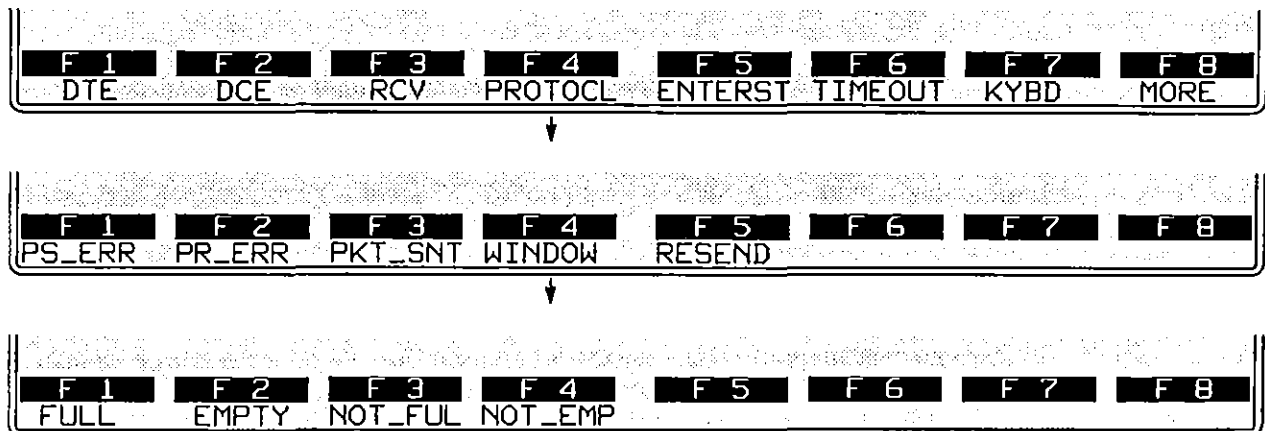 F 1 F 2 F 3 F 4 F 5 F 6 F 7 F 8
DTE DCE RCV PROTOCL ENTERST TIMEOUT KYBD MORE
F 1 F 2 F 3 F 4 F 5 F 6 F 7 F 8
PS_ERR PR_ERR PKT_SNT WINDOW RESEND
F 1 F 2 F 3 F 4 F 5 F 6 F 7 F 8
FULL EMPTY NOT_FUL NOT_EMP